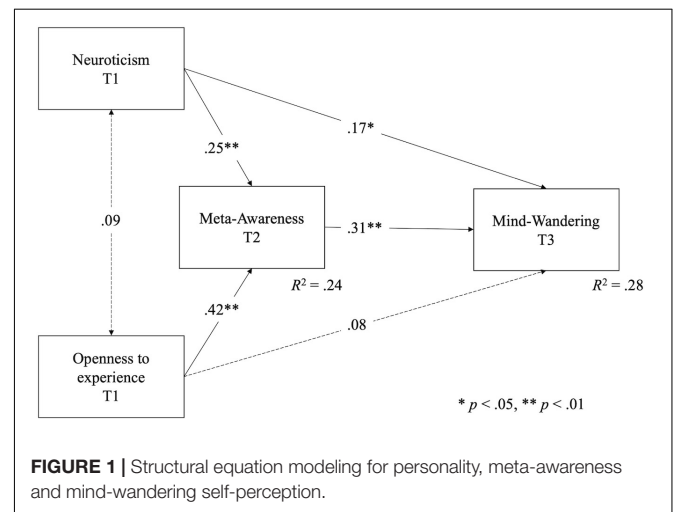 Neuroticism
T1
.17*
.25**
.09
Meta-Awareness
T2
.31**
Mind-Wandering
T3
R² = .24
R² = .28
.42**
.08
Openness to
experience
T1
* p < .05, ** p < .01
FIGURE 1 | Structural equation modeling for personality, meta-awareness
and mind-wandering self-perception.